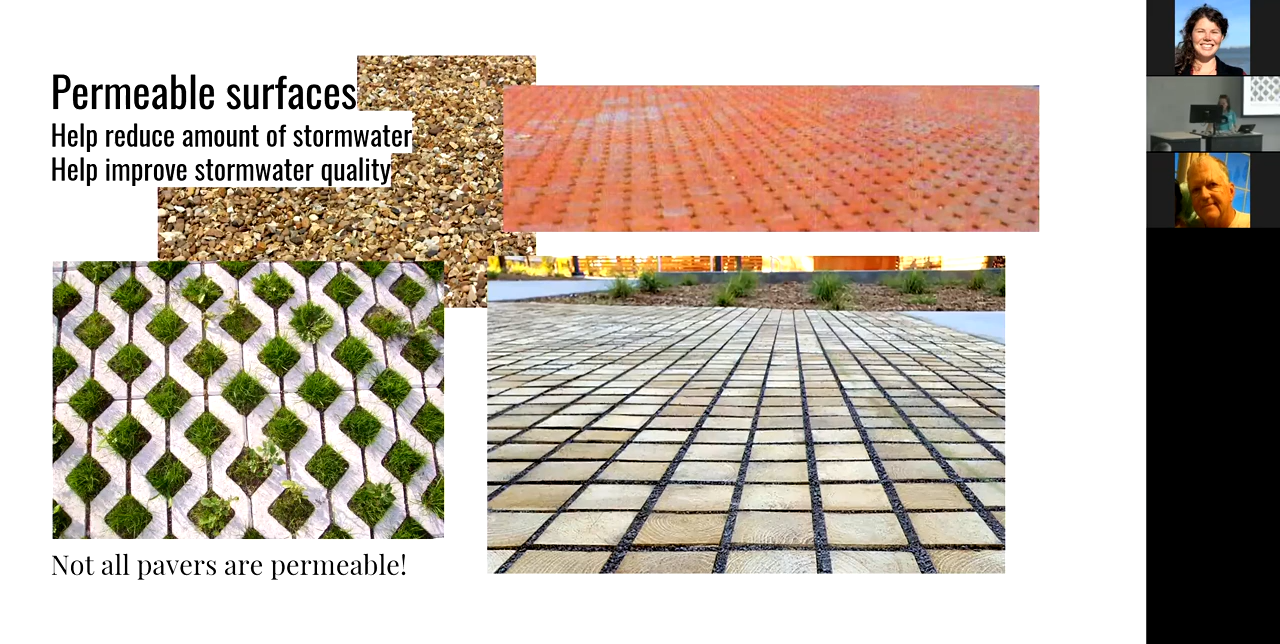 Permeable surfaces
Help reduce amount of stormwater
Help improve stormwater quality
Not all pavers are permeable!